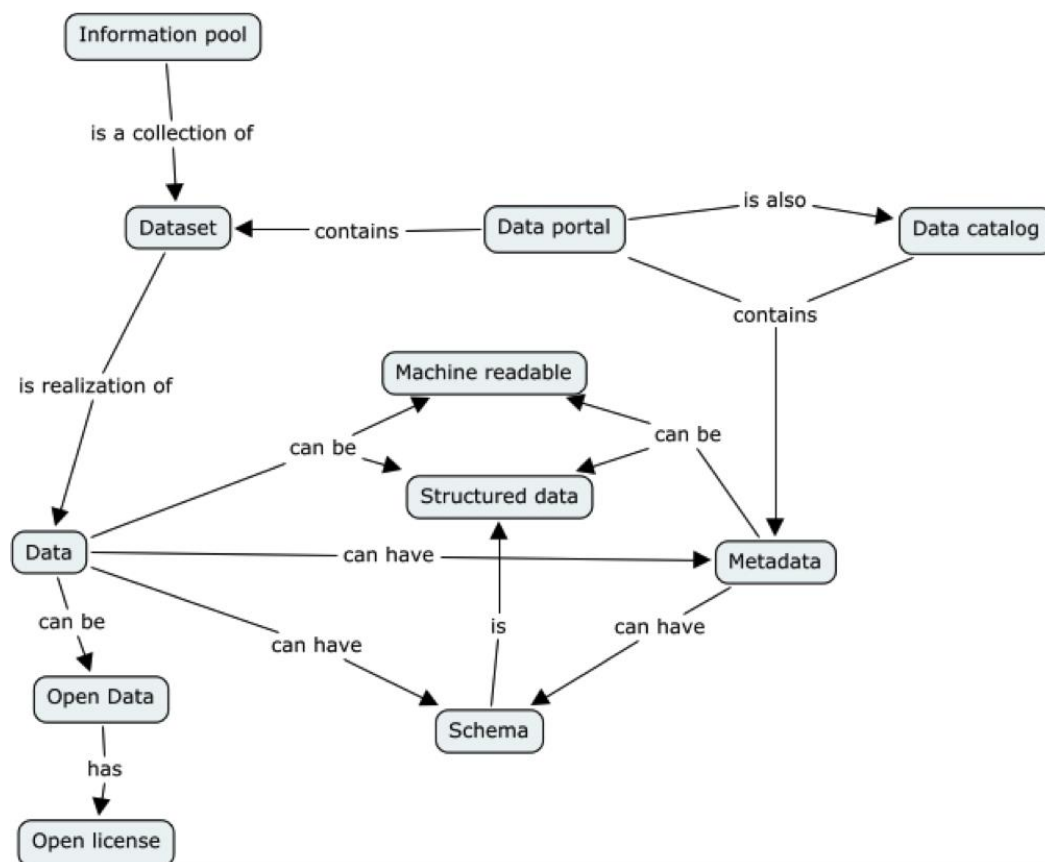 Information pool
is a collection of
is also
Dataset
contains
Data portal
Data catalog
contains
Machine readable
is realization of
can be
can be
Structured data
Data
can have
Metadata
can be
can have
is
can have
Open Data
Schema
has
Open license